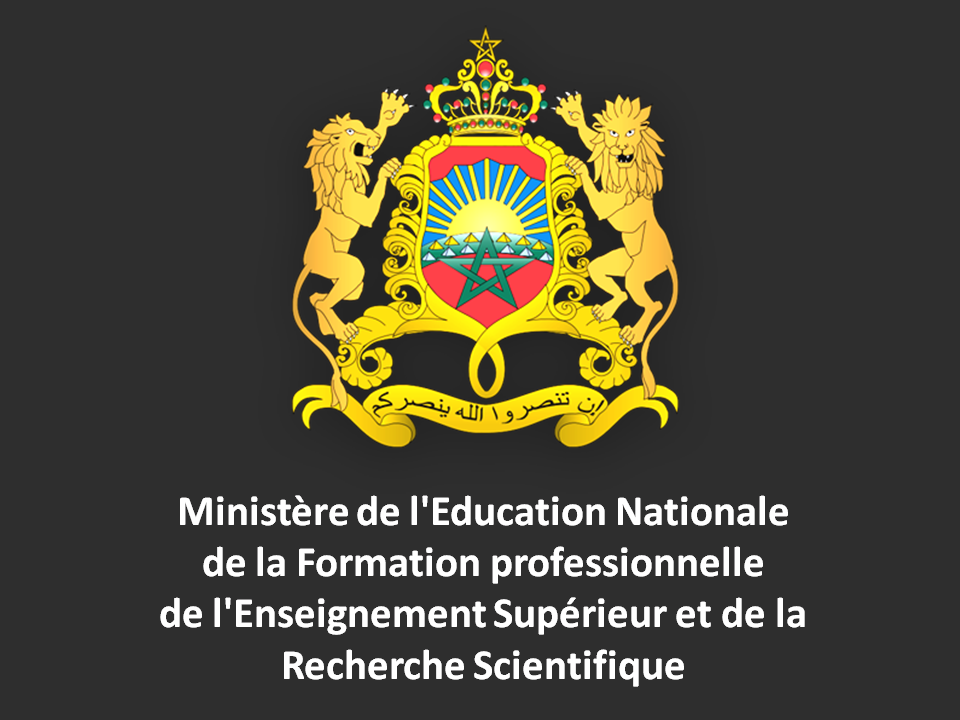 إن تنصروا الله ينصركم
Ministère de l'Education Nationale
de la Formation professionnelle
de l'Enseignement Supérieur et de la
Recherche Scientifique